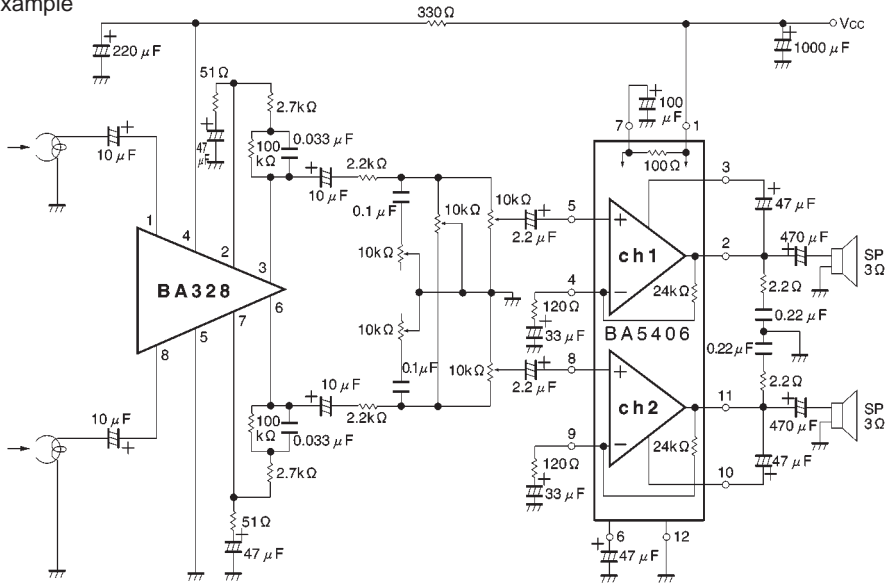 xample
330Ω
Vcc
220 μF
1000 μF
51Ω
2.7kΩ
47 μF
100 kΩ
0.033 μF
100 μF
7
1
100Ω
10 μF
2.2kΩ
10 μF
3
47 μF
0.1 μF
10kΩ
10kΩ
5
2.2 μF
+
ch1
2
470 μF
SP 3Ω
1
4
2
3
10kΩ
4
−
24kΩ
2.2Ω
BA328
120Ω
33 μF
BA5406
0.22 μF
6
7
10kΩ
0.22 μF
8
5
0.1μF
10kΩ
8
2.2 μF
+
ch2
2.2Ω
11
470 μF
SP 3Ω
10 μF
10 μF
2.2kΩ
100 kΩ
0.033 μF
9
−
24kΩ
10
47 μF
120Ω
33 μF
2.7kΩ
51Ω
47 μF
6
12
47 μF